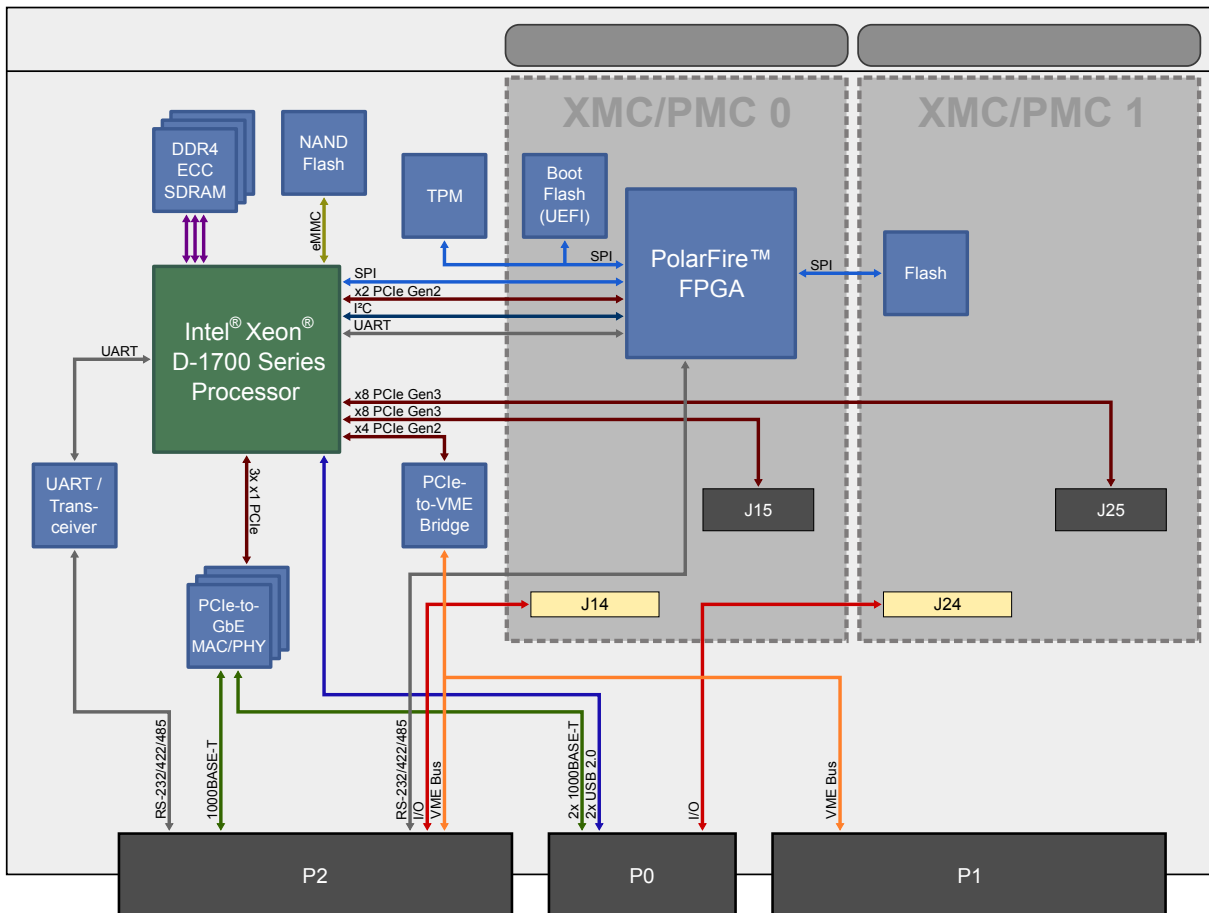 XMC/PMC 0
XMC/PMC 1
DDR4
ECC
SDRAM
NAND
Flash
TPM
Boot
Flash
(UEFI)
PolarFire™
FPGA
Flash
eMMC
SPI
SPI
SPI
x2 PCIe Gen2
I²C
UART
Intel® Xeon®
D-1700 Series
Processor
UART
x8 PCIe Gen3
x8 PCIe Gen3
x4 PCIe Gen2
UART /
Trans-
ceiver
3x x1 PCIe
PCIe-
to-VME
Bridge
J15
J25
PCIe-to-
GbE
MAC/PHY
J14
J24
RS-232/422/485
1000BASE-T
RS-232/422/485
I/O
VME Bus
2x 1000BASE-T
2x USB 2.0
I/O
VME Bus
P2
P0
P1